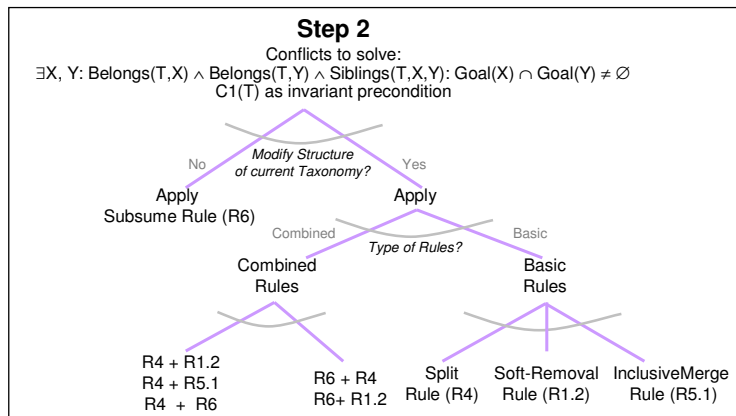 Step 2
Conflicts to solve:
∃X, Y: Belongs(T,X) ∧ Belongs(T,Y) ∧ Siblings(T,X,Y): Goal(X) ∩ Goal(Y) ≠ ∅
C1(T) as invariant precondition
No
Modify Structure
of current Taxonomy?
Yes
Apply
Subsume Rule (R6)
Apply
Combined
Type of Rules?
Basic
Combined
Rules
Basic
Rules
R4 + R1.2
R4 + R5.1
R4 + R6
R6 + R4
R6+ R1.2
Split
Rule (R4)
Soft-Removal
Rule (R1.2)
InclusiveMerge
Rule (R5.1)